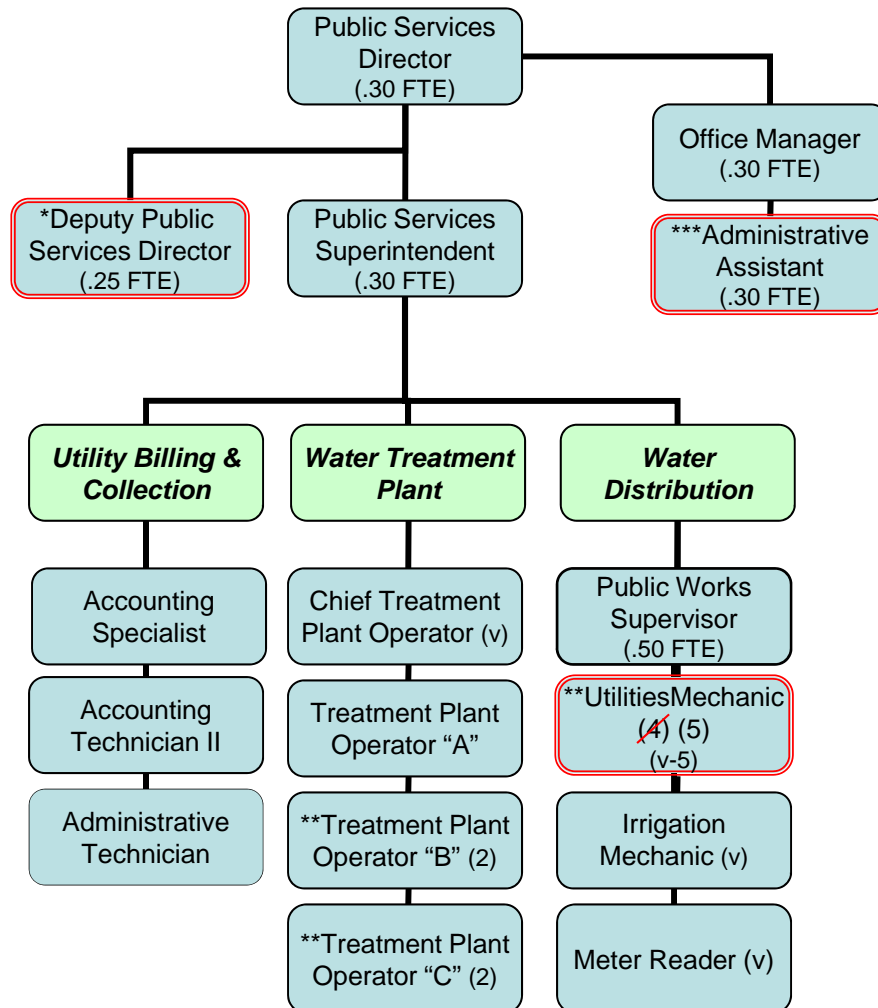 Public Services
Director
(.30 FTE)
Office Manager
(.30 FTE)
*Deputy Public
Services Director
(.25 FTE)
Public Services
Superintendent
(.30 FTE)
***Administrative
Assistant
(.30 FTE)
Utility Billing &
Collection
Water Treatment
Plant
Water
Distribution
Accounting
Specialist
Chief Treatment
Plant Operator (v)
Public Works
Supervisor
(.50 FTE)
Accounting
Technician II
Treatment Plant
Operator “A”
**UtilitiesMechanic
(4) (5)
(v-5)
Administrative
Technician
**Treatment Plant
Operator “B” (2)
Irrigation
Mechanic (v)
**Treatment Plant
Operator “C” (2)
Meter Reader (v)